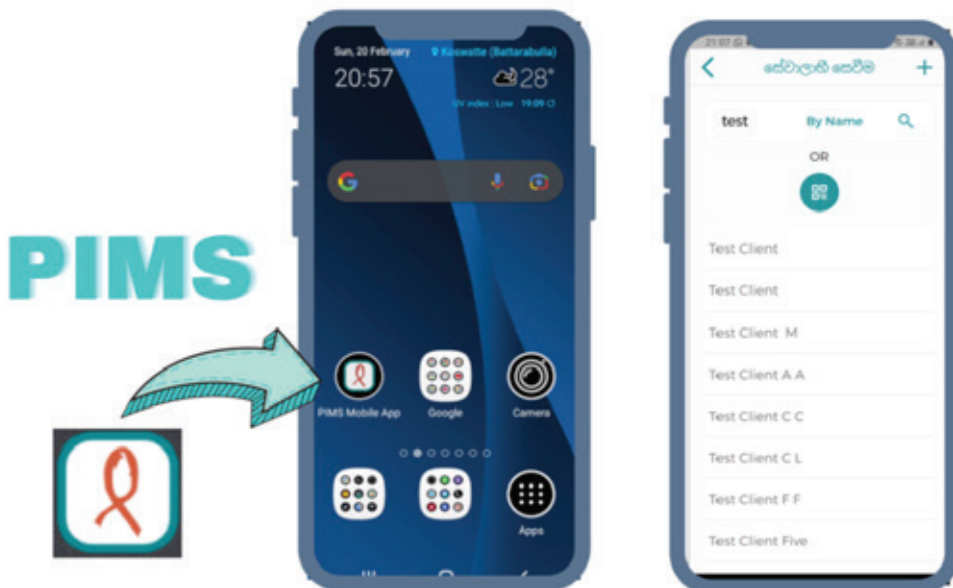 PIMS
Sun, 20 February
Koswatte (Battarabulla)
20:57
28°
UV index : Low 19:09
PIMS Mobile App
Google
Camera
Apps
21:07
සේවාලාභී සෙවීම
test
By Name
OR
Test Client
Test Client
Test Client M
Test Client A A
Test Client C C
Test Client C L
Test Client F F
Test Client Five